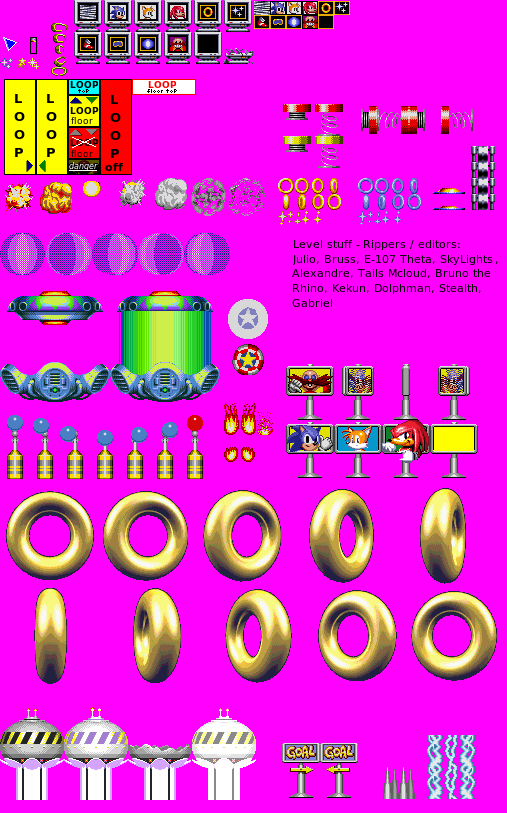 LOOP
LOOP
LOOP
top
LOOP
floor
floor
danger
LOOP
off
LOOP
floor top
Level stuff - Rippers / editors:
Julio, Bruss, E-107 Theta, SkyLights,
Alexandre, Tails Mcloud, Bruno the
Rhino, Kekun, Dolphman, Stealth,
Gabriel
GOAL
GOAL